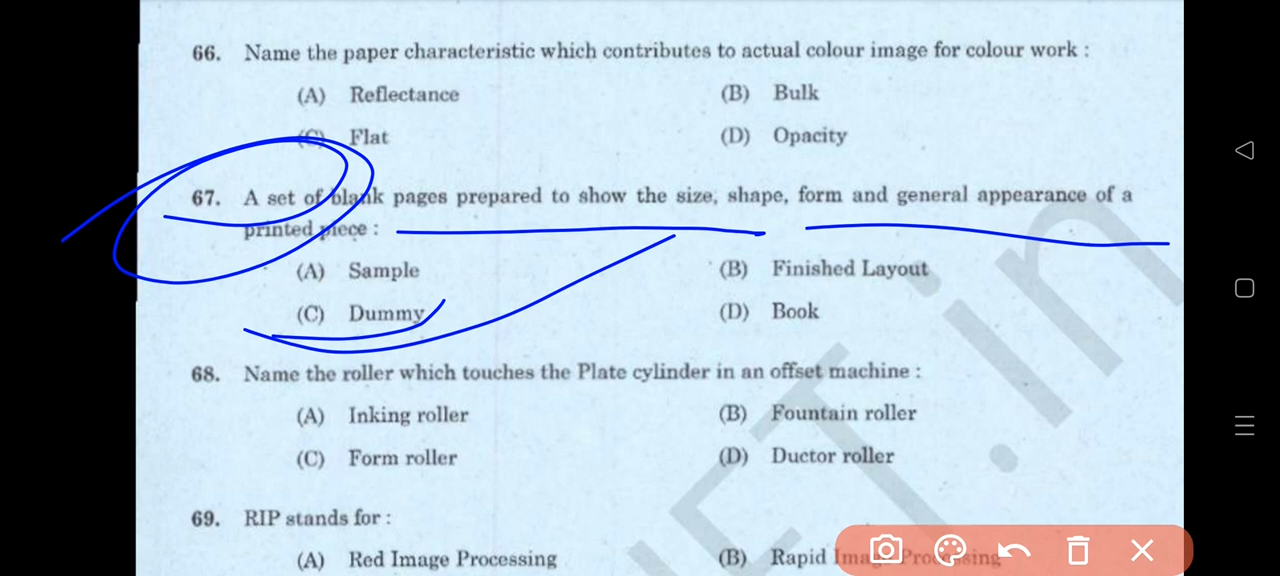 66. Name the paper characteristic which contributes to actual colour image for colour work :
(A) Reflectance (B) Bulk
(C) Flat (D) Opacity
67. A set of blank pages prepared to show the size, shape, form and general appearance of a
printed piece :
(A) Sample (B) Finished Layout
(C) Dummy (D) Book
68. Name the roller which touches the Plate cylinder in an offset machine :
(A) Inking roller (B) Fountain roller
(C) Form roller (D) Ductor roller
69. RIP stands for :
(A) Red Image Processing (B) Rapid Image Processing